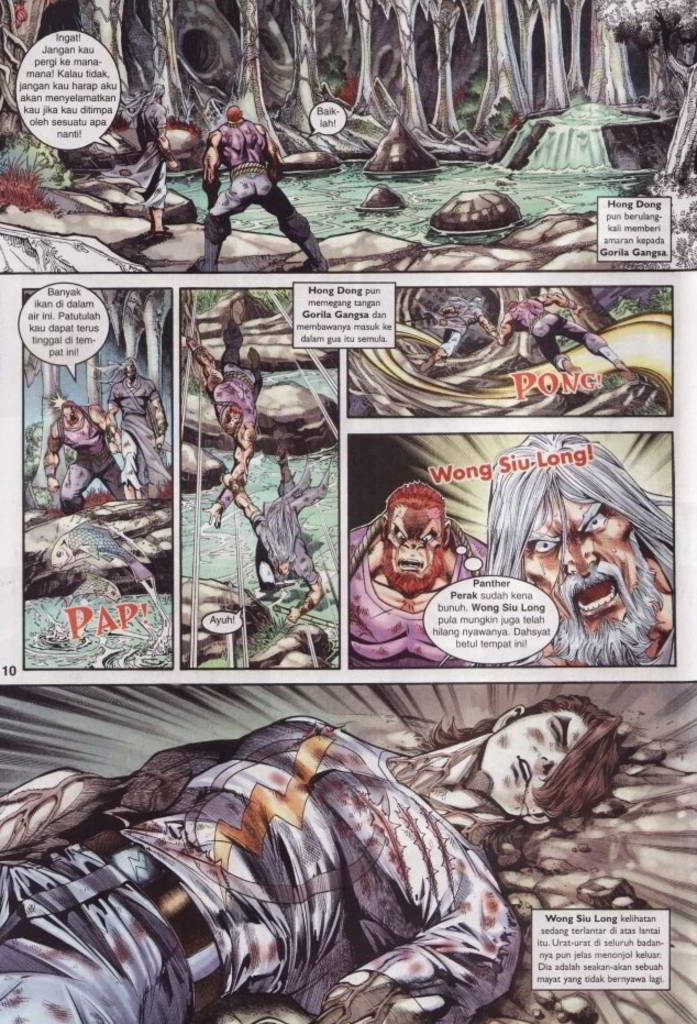 Ingat!
Jangan kau
pergi ke mana-
mana! Kalau tidak,
jangan kau harap aku
akan menyelamatkan
kau jika kau ditimpa
oleh sesuatu apa
nanti!
Baik-
lah!
Hong Dong
pun berulang-
kali memberi
amaran kepada
Gorila Gangsa.
Banyak
ikan di dalam
air ini. Patutulah
kau dapat terus
tinggal di tem-
pat ini!
PAP!
Hong Dong pun
memegang tangan
Gorila Gangsa dan
membawanya masuk ke
dalam gua itu semula.
Ayuh!
PONG!
Wong Siu-Long!
Panther
Perak sudah kena
bunuh. Wong Siu Long
pula mungkin juga telah
hilang nyawanya. Dahsyat
betul tempat ini!
10
Wong Siu Long kelihatan
sedang terlantar di atas lantai
itu. Urat-urat di seluruh badan-
nya pun jelas menonjol keluar.
Dia adalah seakan-akan sebuah
mayat yang tidak bernyawa lagi.